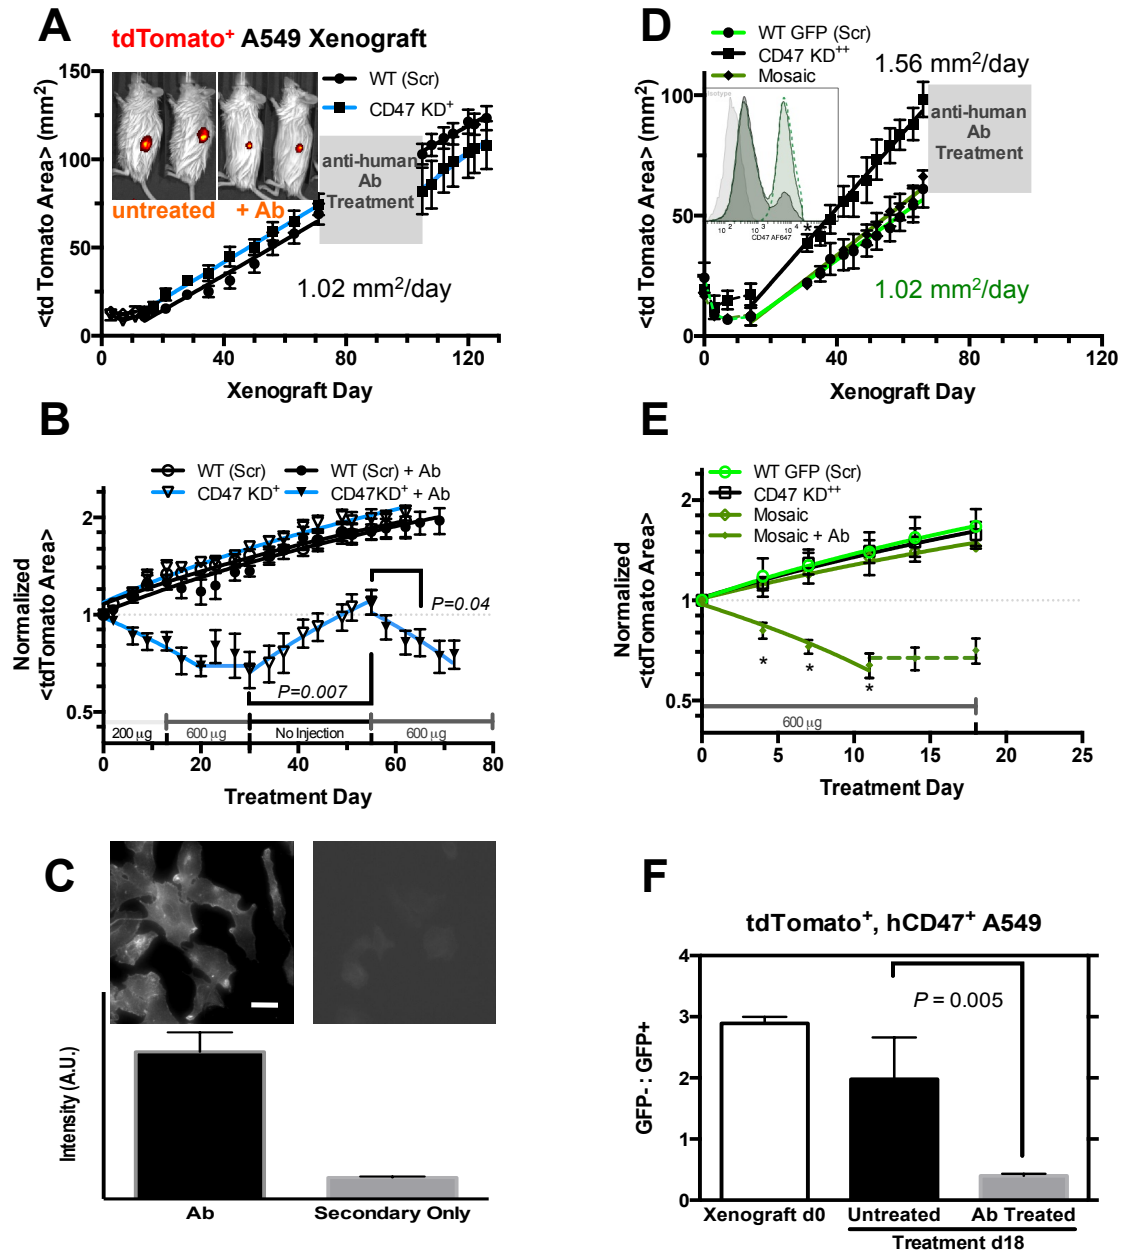 A
tdTomato+ A549 Xenograft
WT (Scr)
CD47 KD+
150
100
50
0
<td Tomato Area> (mm2)
untreated
+ Ab
anti-human
Ab
Treatment
1.02 mm2/day
0
40
80
120
Xenograft Day
D
WT GFP (Scr)
CD47 KD++
Mosaic
1.56 mm2/day
100
50
0
<td Tomato Area> (mm2)
anti-human
Ab
Treatment
10 2
10 3
10 4
CD47 AF647
*
1.02 mm2/day
0
40
80
120
Xenograft Day
B
WT (Scr)
WT (Scr) + Ab
CD47 KD+
CD47KD+ + Ab
2
1
0.5
Normalized
<tdTomato Area>
P=0.04
P=0.007
200 µg
600 µg
No Injection
600 µg
0
20
40
60
80
Treatment Day
E
WT GFP (Scr)
CD47 KD++
Mosaic
Mosaic + Ab
2
1
0.5
Normalized
<tdTomato Area>
*
*
*
600 µg
0
5
10
15
20
25
Treatment Day
C
Intensity (A.U.)
Ab
Secondary Only
F
tdTomato+, hCD47+ A549
4
3
2
1
0
GFP- : GFP+
P = 0.005
Xenograft d0
Untreated
Ab Treated
Treatment d18